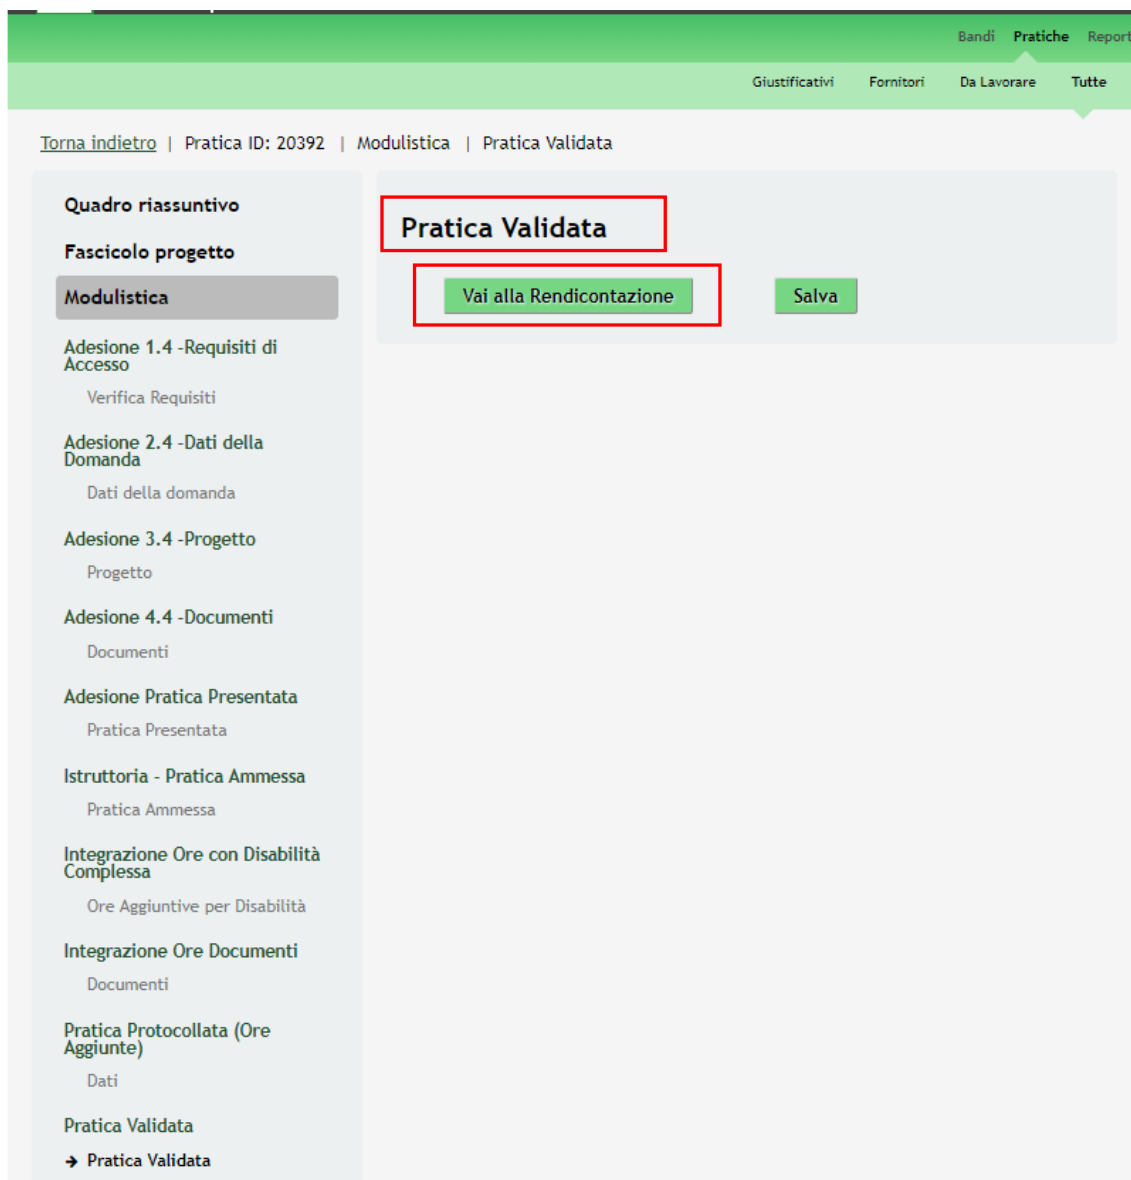 Bandi Pratiche Report
Giustificativi Fornitori Da Lavorare Tutte
Torna indietro | Pratica ID: 20392 | Modulistica | Pratica Validata
Quadro riassuntivo
Fascicolo progetto
Modulistica
Adesione 1.4 -Requisiti di
Accesso
Verifica Requisiti
Adesione 2.4 -Dati della
Domanda
Dati della domanda
Adesione 3.4 -Progetto
Progetto
Adesione 4.4 -Documenti
Documenti
Adesione Pratica Presentata
Pratica Presentata
Istruttoria - Pratica Ammessa
Pratica Ammessa
Integrazione Ore con Disabilità
Complessa
Ore Aggiuntive per Disabilità
Integrazione Ore Documenti
Documenti
Pratica Protocollata (Ore
Aggiunte)
Dati
Pratica Validata
→ Pratica Validata
Pratica Validata
Vai alla Rendicontazione Salva